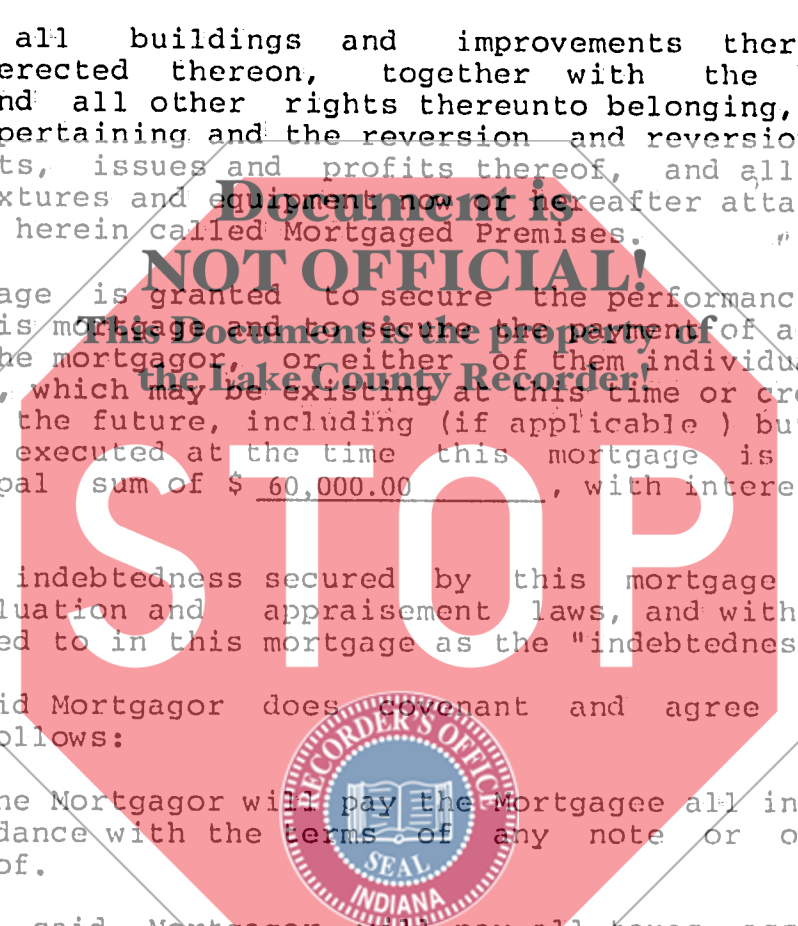 all buildings and improvements ther
erected thereon, together with the
nd all other rights thereunto belonging,
pertaining and the reversion and reversio
ts, issues and profits thereof, and all
xtures and equipment now or hereafter atta
Document is
herein called Mortgaged Premises.
NOT OFFICIAL!
age is granted to secure the performanc
is mortgage and to secure the payment of a
This Document is the property of
he mortgagor, or either of them individu
the Lake County Recorder!
, which may be existing at this time or cr
the future, including (if applicable ) bu
executed at the time this mortgage is
pal sum of $ 60,000.00 , with intere
STOP
indebtedness secured by this mortgage
luation and appraisement laws, and with
ed to in this mortgage as the "indebtednes
id Mortgagor does covenant and agree
ollows:
RECORDER'S OFFICE
he Mortgagor will pay the Mortgagee all in
dance with the terms of any note or o
of.
SEAL
INDIANA
said Mortgagor will pay all taxes